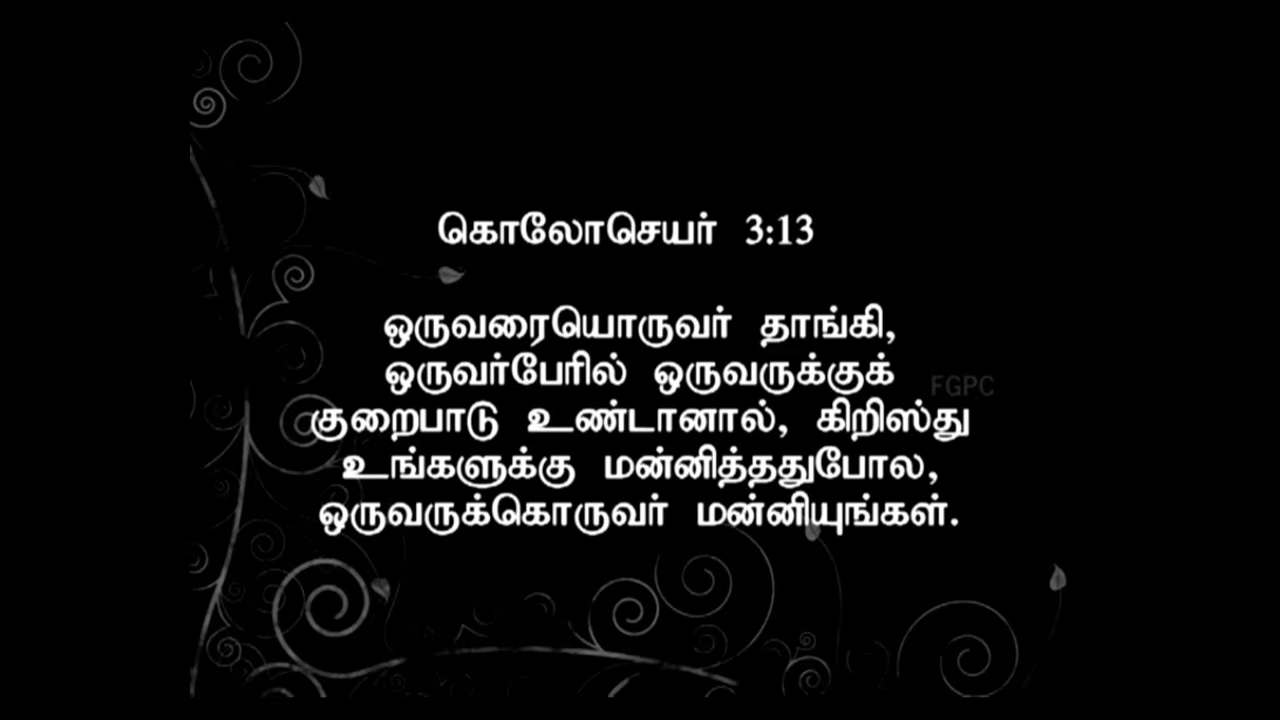 கொலோசெயர் 3:13
ஒருவரையொருவர் தாங்கி,
ஒருவர்பேரில் ஒருவருக்குக்
FGPC
குறைபாடு உண்டானால், கிறிஸ்து
உங்களுக்கு மன்னித்ததுபோல,
ஒருவருக்கொருவர் மன்னியுங்கள்.